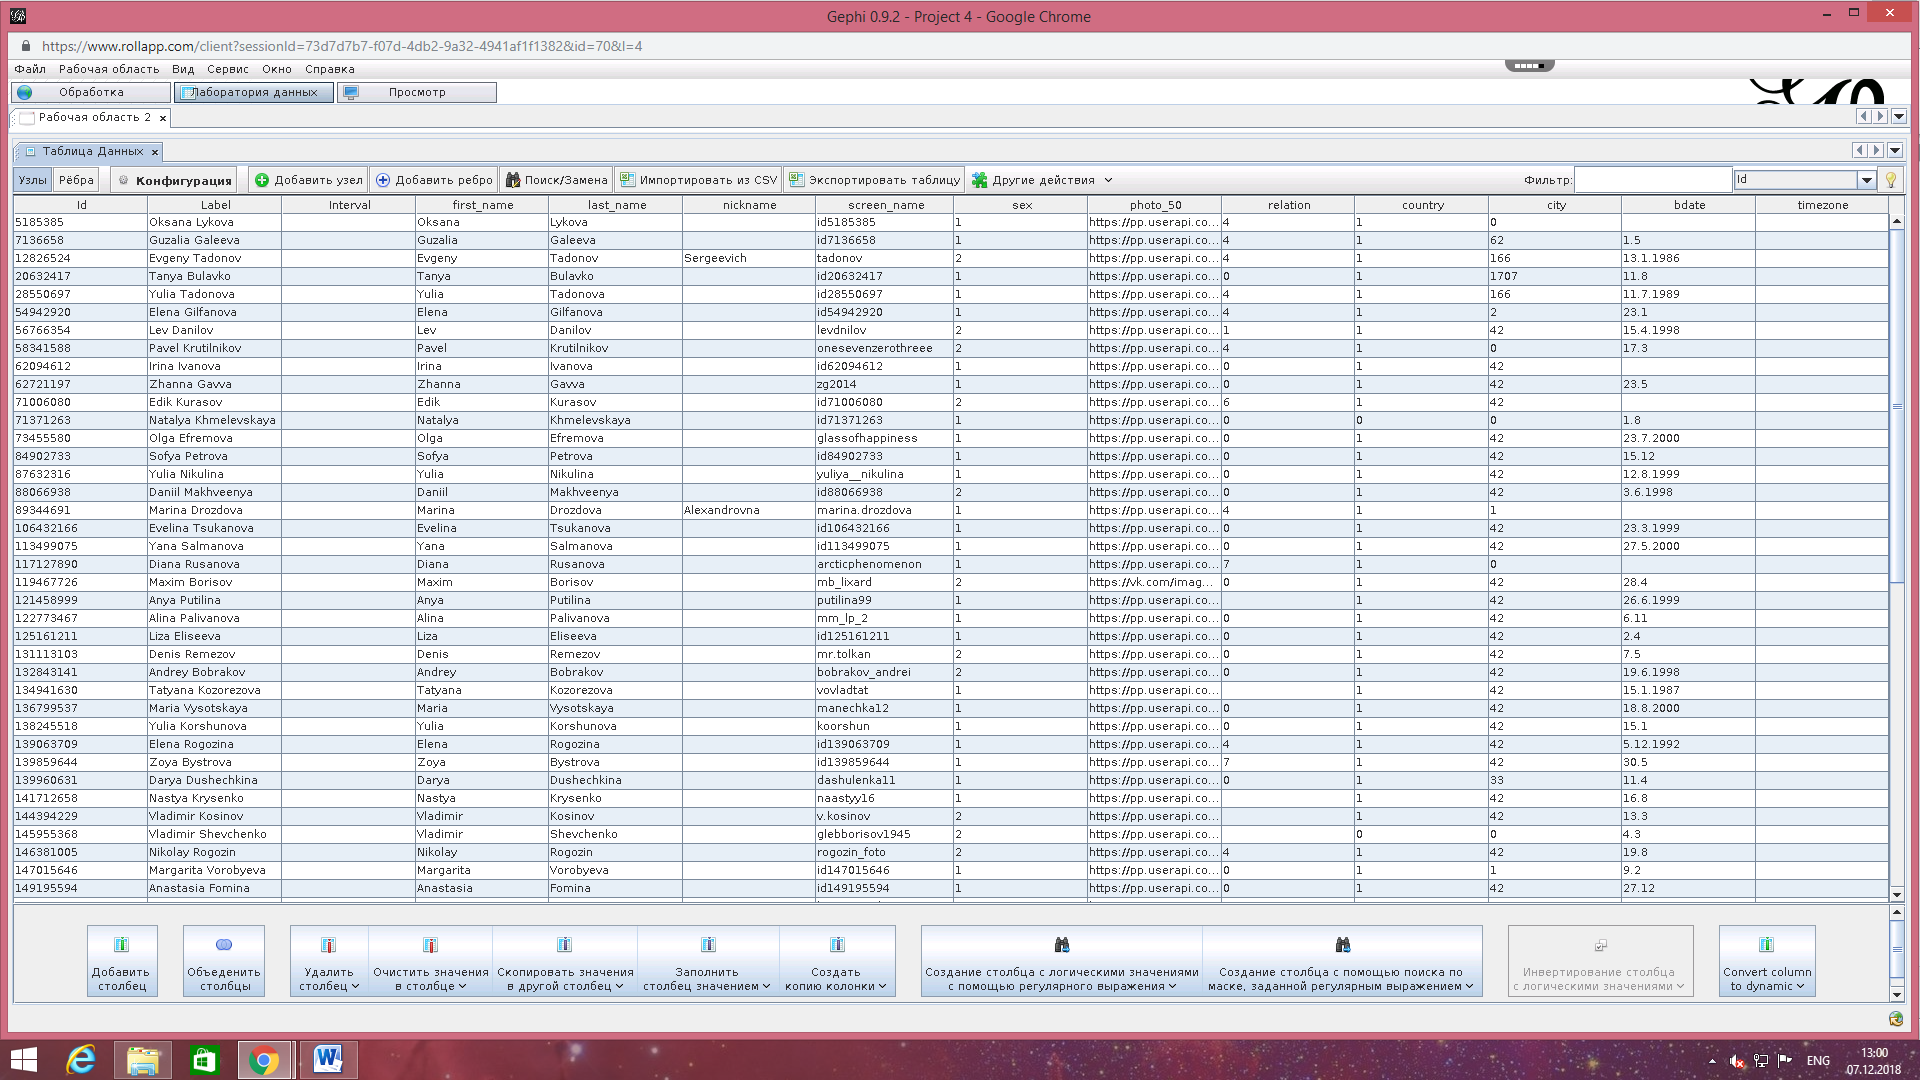 Gephi 0.9.2 - Project 4 - Google Chrome
https://www.rollapp.com/client?sessionId=73d7d7b7-f07d-4db2-9a32-4941af1f1382&id=70&l=4
Файл Рабочая область Вид Сервис Окно Справка
Обработка Лаборатория данных Просмотр
Рабочая область 2
Таблица Данных
Узлы Рёбра Конфигурация Добавить узел Добавить ребро Поиск/Замена Импортировать из CSV Экспортировать таблицу Другие действия Фильтр: Id
Id Label Interval first_name last_name nickname screen_name sex photo_50 relation country city bdate timezone
5185385 Oksana Lykova Oksana Lykova id5185385 1 https://pp.userapi.co... 4 1 0
7136658 Guzalia Galeeva Guzalia Galeeva id7136658 1 https://pp.userapi.co... 4 1 62 1.5
12826524 Evgeny Tadonov Evgeny Tadonov Sergeevich tadonov 2 https://pp.userapi.co... 4 1 166 13.1.1986
20632417 Tanya Bulavko Tanya Bulavko id20632417 1 https://pp.userapi.co... 0 1 1707 11.8
28550697 Yulia Tadonova Yulia Tadonova id28550697 1 https://pp.userapi.co... 4 1 166 11.7.1989
54942920 Elena Gilfanova Elena Gilfanova id54942920 1 https://pp.userapi.co... 4 1 2 23.1
56766354 Lev Danilov Lev Danilov levdnilov 2 https://pp.userapi.co... 1 1 42 15.4.1998
58341588 Pavel Krutilnikov Pavel Krutilnikov onesevenzerothreee 2 https://pp.userapi.co... 4 1 0 17.3
62094612 Irina Ivanova Irina Ivanova id62094612 1 https://pp.userapi.co... 0 1 42
62721197 Zhanna Gavva Zhanna Gavva zg2014 1 https://pp.userapi.co... 0 1 42 23.5
71006080 Edik Kurasov Edik Kurasov id71006080 2 https://pp.userapi.co... 6 1 42
71371263 Natalya Khmelevskaya Natalya Khmelevskaya id71371263 1 https://pp.userapi.co... 0 0 0 1.8
73455580 Olga Efremova Olga Efremova glassofhappiness 1 https://pp.userapi.co... 0 1 42 23.7.2000
84902733 Sofya Petrova Sofya Petrova id84902733 1 https://pp.userapi.co... 0 1 42 15.12
87632316 Yulia Nikulina Yulia Nikulina yuliya__nikulina 1 https://pp.userapi.co... 0 1 42 12.8.1999
88066938 Daniil Makhveenya Daniil Makhveenya id88066938 2 https://pp.userapi.co... 0 1 42 3.6.1998
89344691 Marina Drozdova Marina Drozdova Alexandrovna marina.drozdova 1 https://pp.userapi.co... 4 1 1
106432166 Evelina Tsukanova Evelina Tsukanova id106432166 1 https://pp.userapi.co... 0 1 42 23.3.1999
113499075 Yana Salmanova Yana Salmanova id113499075 1 https://pp.userapi.co... 0 1 42 27.5.2000
117127890 Diana Rusanova Diana Rusanova arcticphenomenon 1 https://pp.userapi.co... 7 1 0
119467726 Maxim Borisov Maxim Borisov mb_lixard 2 https://vk.com/imag... 0 1 42 28.4
121458999 Anya Putilina Anya Putilina putilina99 1 https://pp.userapi.co... 1 42 26.6.1999
122773467 Alina Palivanova Alina Palivanova mm_lp_2 1 https://pp.userapi.co... 0 1 42 6.11
125161211 Liza Eliseeva Liza Eliseeva id125161211 1 https://pp.userapi.co... 0 1 42 2.4
131113103 Denis Remezov Denis Remezov mr.tolkan 2 https://pp.userapi.co... 0 1 42 7.5
132843141 Andrey Bobrakov Andrey Bobrakov bobrakov_andrei 2 https://pp.userapi.co... 0 1 42 19.6.1998
134941630 Tatyana Kozorezova Tatyana Kozorezova vovladtat 1 https://pp.userapi.co... 1 42 15.1.1987
136799537 Maria Vysotskaya Maria Vysotskaya manechka12 1 https://pp.userapi.co... 0 1 42 18.8.2000
138245518 Yulia Korshunova Yulia Korshunova koorshun 1 https://pp.userapi.co... 0 1 42 15.1
139063709 Elena Rogozina Elena Rogozina id139063709 1 https://pp.userapi.co... 4 1 42 5.12.1992
139859644 Zoya Bystrova Zoya Bystrova id139859644 1 https://pp.userapi.co... 7 1 42 30.5
139960631 Darya Dushechkina Darya Dushechkina dashulenka11 1 https://pp.userapi.co... 0 1 33 11.4
141712658 Nastya Krysenko Nastya Krysenko naastyy16 1 https://pp.userapi.co... 1 42 16.8
144394229 Vladimir Kosinov Vladimir Kosinov v.kosinov 2 https://pp.userapi.co... 1 42 13.3
145955368 Vladimir Shevchenko Vladimir Shevchenko glebborisov1945 2 https://pp.userapi.co... 0 0 4.3
146381005 Nikolay Rogozin Nikolay Rogozin rogozin_foto 2 https://pp.userapi.co... 4 1 42 19.8
147015646 Margarita Vorobyeva Margarita Vorobyeva id147015646 1 https://pp.userapi.co... 0 1 1 9.2
149195594 Anastasia Fomina Anastasia Fomina id149195594 1 https://pp.userapi.co... 0 1 42 27.12
Добавить столбец
Объеденить столбцы
Удалить столбец
Очистить значения в столбце
Скопировать значения в другой столбец
Заполнить столбец значением
Создать копию колонки
Создание столбца с логическими значениями с помощью регулярного выражения
Создание столбца с помощью поиска по маске, заданной регулярным выражением
Инвертирование столбца с логическими значениями
Convert column to dynamic
ENG
13:00
07.12.2018